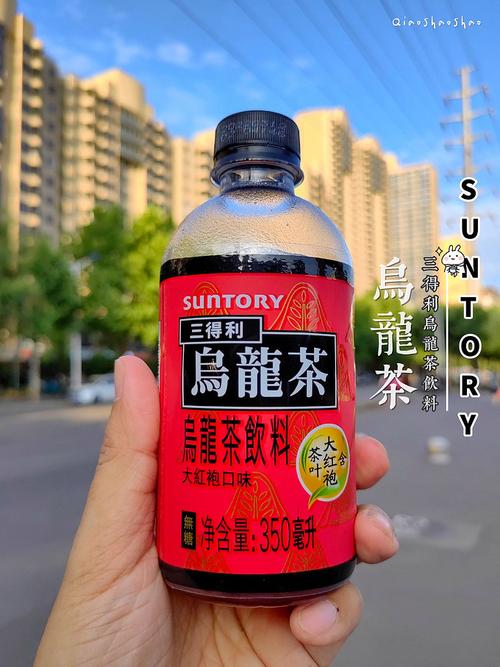 QiaoShaoShao
SUNTORY
三得利
烏龍茶
烏龍茶飲料
大紅袍口味
含
大红袍
茶叶
無糖
净含量:350毫升
烏龍茶
三得利烏龍茶飲料
SUNTORY